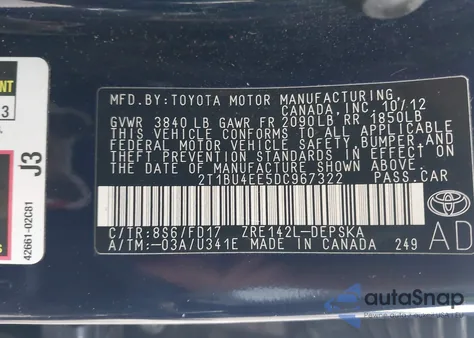 NT
3
J3
42661-02C81
MFD.BY:TOYOTA MOTOR MANUFACTURING,
CANADA INC. 10/12
GVWR 3840 LB GAWR FR 2090LB RR 1850LB
THIS VEHICLE CONFORMS TO ALL APPLICABLE
FEDERAL MOTOR VEHICLE SAFETY,BUMPER, AND
THEFT PREVENTION STANDARDS IN EFFECT ON
THE DATE OF MANUFACTURE SHOWN ABOVE.
2T1BU4EE5DC967322 PASS.CAR
C/TR:8S6/FD17 ZRE142L-DEPSKA
A/TM:-03A/U341E MADE IN CANADA 249
TOYOTA
AD
autoSnap